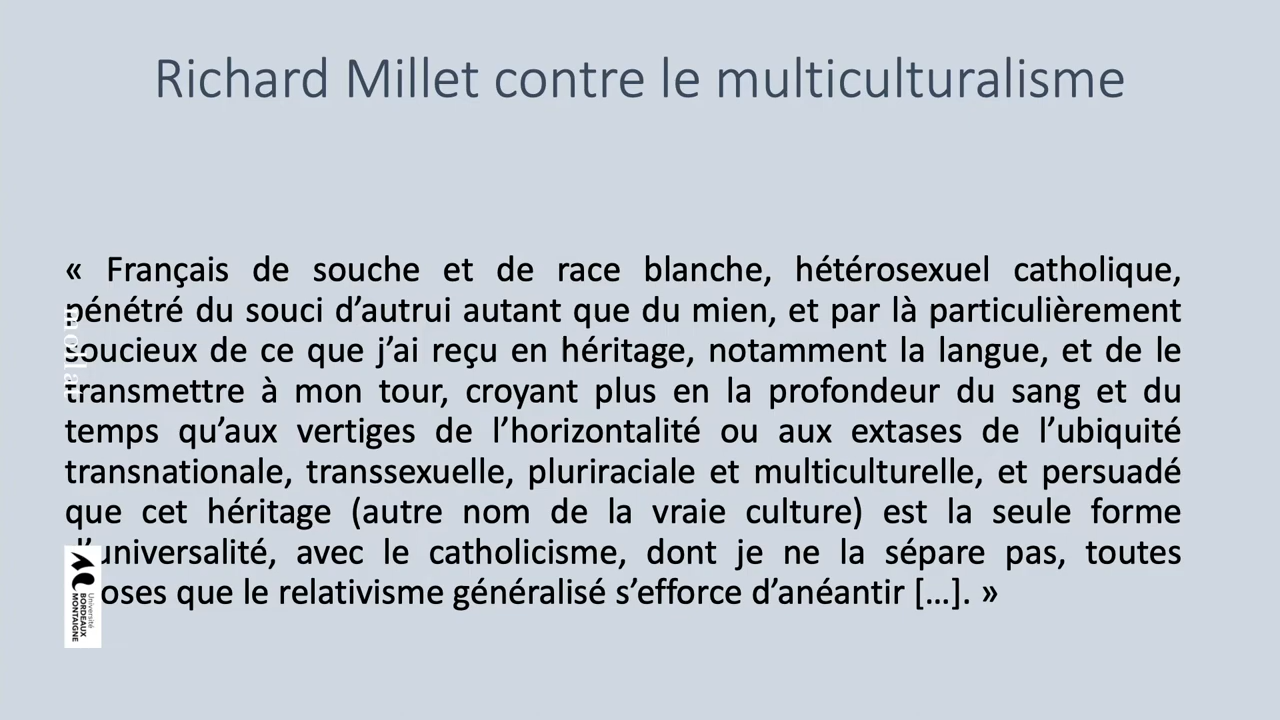 Richard Millet contre le multiculturalisme
« Français de souche et de race blanche, hétérosexuel catholique,
pénétré du souci d’autrui autant que du mien, et par là particulièrement
soucieux de ce que j’ai reçu en héritage, notamment la langue, et de le
transmettre à mon tour, croyant plus en la profondeur du sang et du
temps qu’aux vertiges de l’horizontalité ou aux extases de l’ubiquité
transnationale, transsexuelle, pluriraciale et multiculturelle, et persuadé
que cet héritage (autre nom de la vraie culture) est la seule forme
d’universalité, avec le catholicisme, dont je ne la sépare pas, toutes
choses que le relativisme généralisé s’efforce d’anéantir […]. »
mollat
Université
BORDEAUX
MONTAIGNE